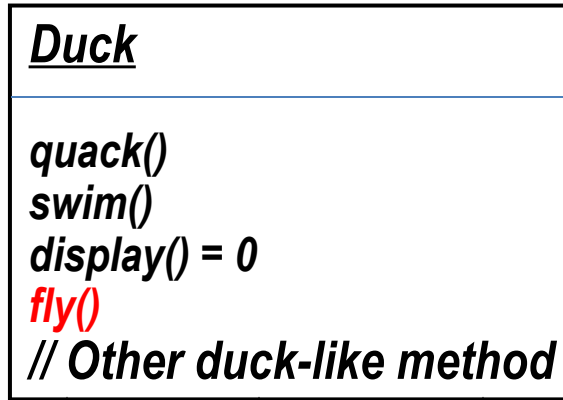 Duck
quack()
swim()
display() = 0
fly()
// Other duck-like method